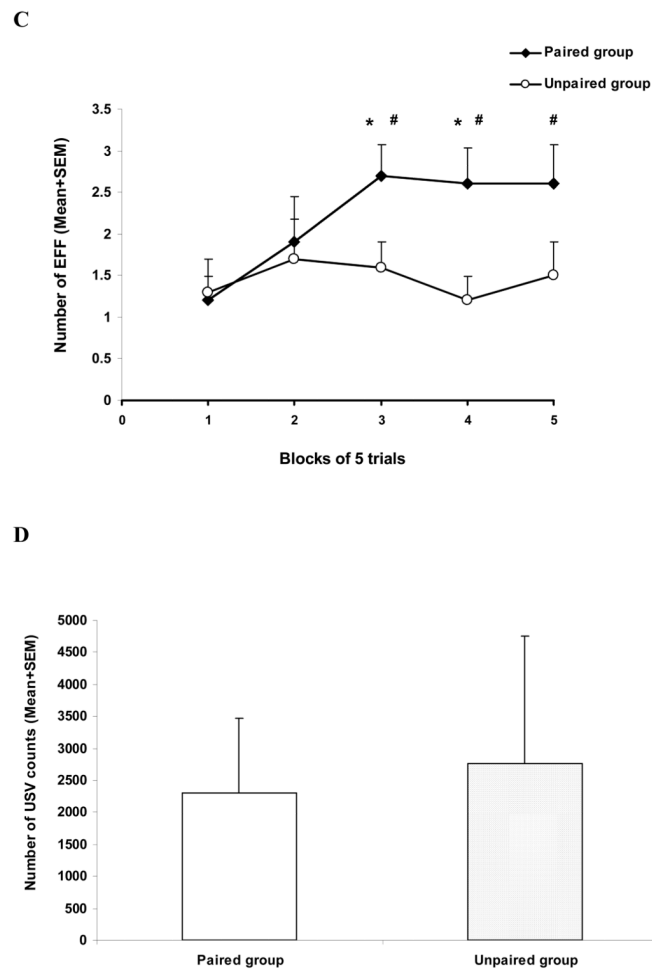 C
Paired group
Unpaired group
Number of EFF (Mean+SEM)
3.5
3
2.5
2
1.5
1
0.5
0
* # * # #
0 1 2 3 4 5
Blocks of 5 trials
D
Number of USV counts (Mean+SEM)
5000
4500
4000
3500
3000
2500
2000
1500
1000
500
0
Paired group Unpaired group